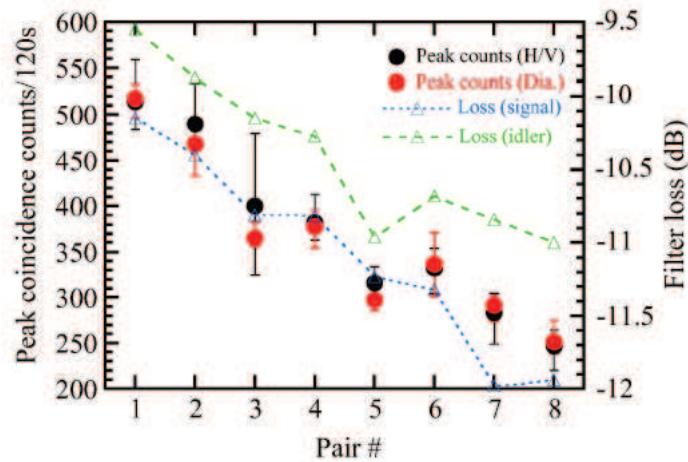 600
550
500
450
400
350
300
250
200
Peak coincidence counts/120s
Peak counts (H/V)
Peak counts (Dia.)
Loss (signal)
Loss (idler)
-9.5
-10
-10.5
-11
-11.5
-12
Filter loss (dB)
1 2 3 4 5 6 7 8
Pair #